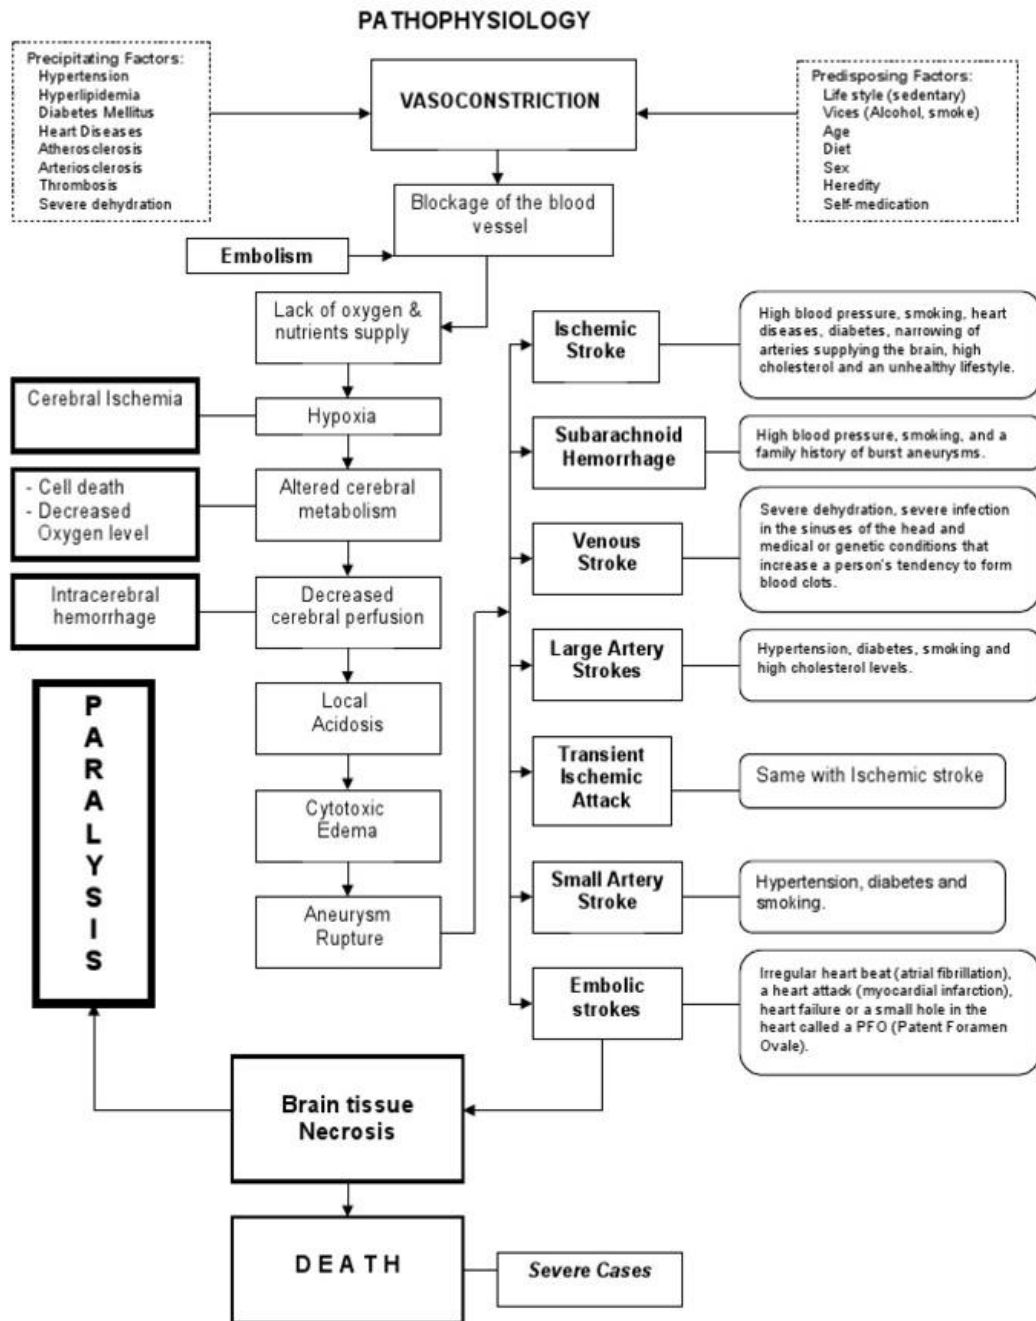 PATHOPHYSIOLOGY
Precipitating Factors:
Hypertension
Hyperlipidemia
Diabetes Mellitus
Heart Diseases
Atherosclerosis
Arteriosclerosis
Thrombosis
Severe dehydration
VASOCONSTRICTION
Predisposing Factors:
Life style (sedentary)
Vices (Alcohol, smoke)
Age
Diet
Sex
Heredity
Self-medication
Blockage of the blood
vessel
Embolism
Lack of oxygen &
nutrients supply
Cerebral Ischemia
Hypoxia
- Cell death
- Decreased
Oxygen level
Altered cerebral
metabolism
Intracerebral
hemorrhage
Decreased
cerebral perfusion
Local
Acidosis
Cytotoxic
Edema
Aneurysm
Rupture
Ischemic
Stroke
High blood pressure, smoking, heart
diseases, diabetes, narrowing of
arteries supplying the brain, high
cholesterol and an unhealthy lifestyle.
Subarachnoid
Hemorrhage
High blood pressure, smoking, and a
family history of burst aneurysms.
Venous
Stroke
Severe dehydration, severe infection
in the sinuses of the head and
medical or genetic conditions that
increase a person's tendency to form
blood clots.
Large Artery
Strokes
Hypertension, diabetes, smoking and
high cholesterol levels.
Transient
Ischemic
Attack
Same with Ischemic stroke
Small Artery
Stroke
Hypertension, diabetes and
smoking.
Embolic
strokes
Irregular heart beat (atrial fibrillation),
a heart attack (myocardial infarction),
heart failure or a small hole in the
heart called a PFO (Patent Foramen
Ovale).
PARALYSIS
Brain tissue
Necrosis
DEATH
Severe Cases